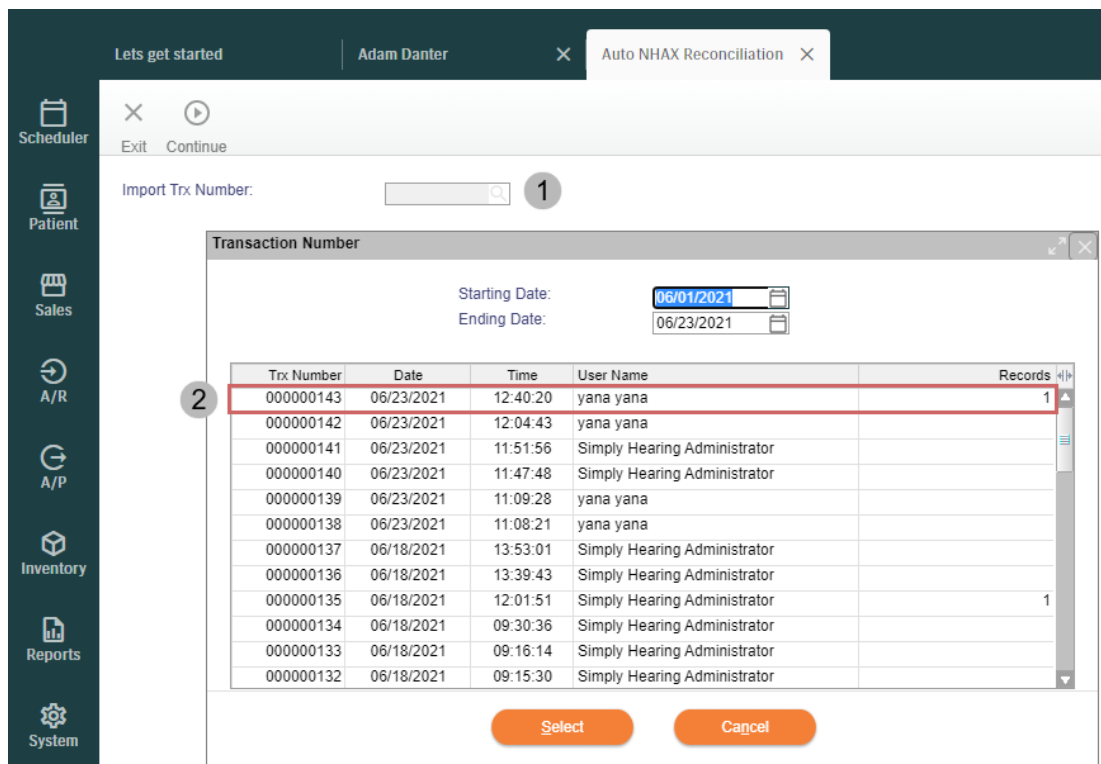 Lets get started Adam Danter Auto NHAX Reconciliation
Scheduler
Patient
Sales
A/R
A/P
Inventory
Reports
System
Exit Continue
Import Trx Number: 1
Transaction Number
Starting Date: 06/01/2021
Ending Date: 06/23/2021
Trx Number Date Time User Name Records
2 000000143 06/23/2021 12:40:20 yana yana 1
000000142 06/23/2021 12:04:43 yana yana
000000141 06/23/2021 11:51:56 Simply Hearing Administrator
000000140 06/23/2021 11:47:48 Simply Hearing Administrator
000000139 06/23/2021 11:09:28 yana yana
000000138 06/23/2021 11:08:21 yana yana
000000137 06/18/2021 13:53:01 Simply Hearing Administrator
000000136 06/18/2021 13:39:43 Simply Hearing Administrator
000000135 06/18/2021 12:01:51 Simply Hearing Administrator 1
000000134 06/18/2021 09:30:36 Simply Hearing Administrator
000000133 06/18/2021 09:16:14 Simply Hearing Administrator
000000132 06/18/2021 09:15:30 Simply Hearing Administrator
Select Cancel